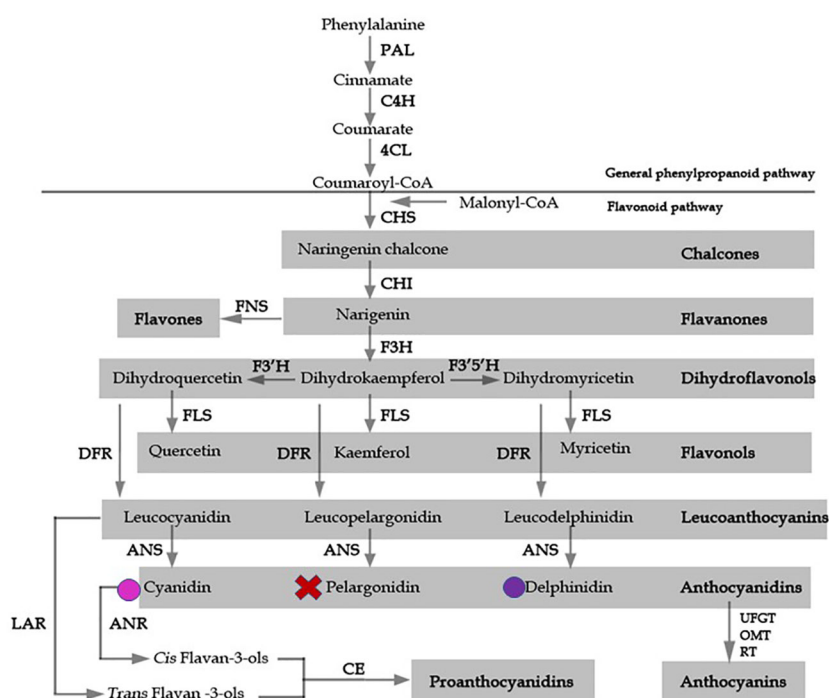 Phenylalanine
PAL
Cinnamate
C4H
Coumarate
4CL
Coumaroyl-CoA
General phenylpropanoid pathway
Malonyl-CoA
Flavonoid pathway
CHS
Naringenin chalcone
Chalcones
CHI
Flavones
FNS
Narigenin
Flavanones
F3H
Dihydroquercetin
F3'H
Dihydrokaempferol
F3'5'H
Dihydromyricetin
Dihydroflavonols
FLS
FLS
FLS
DFR
Quercetin
DFR
Kaemferol
DFR
Myricetin
Flavonols
Leucocyanidin
Leucopelargonidin
Leucodelphinidin
Leucoanthocyanins
ANS
ANS
ANS
Cyanidin
Pelargonidin
Delphinidin
Anthocyanidins
LAR
ANR
UFGT
OMT
RT
Cis Flavan-3-ols
CE
Proanthocyanidins
Anthocyanins
Trans Flavan -3-ols